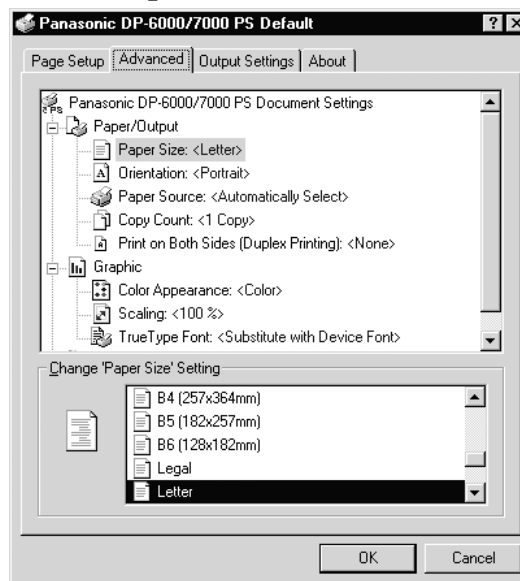 Panasonic DP-6000/7000 PS Default
Page Setup Advanced Output Settings About
Panasonic DP-6000/7000 PS Document Settings
Paper/Output
Paper Size: <Letter>
Orientation: <Portrait>
Paper Source: <Automatically Select>
Copy Count: <1 Copy>
Print on Both Sides (Duplex Printing): <None>
Graphic
Color Appearance: <Color>
Scaling: <100 %>
TrueType Font: <Substitute with Device Font>
Change 'Paper Size' Setting
B4 (257x364mm)
B5 (182x257mm)
B6 (128x182mm)
Legal
Letter
OK Cancel